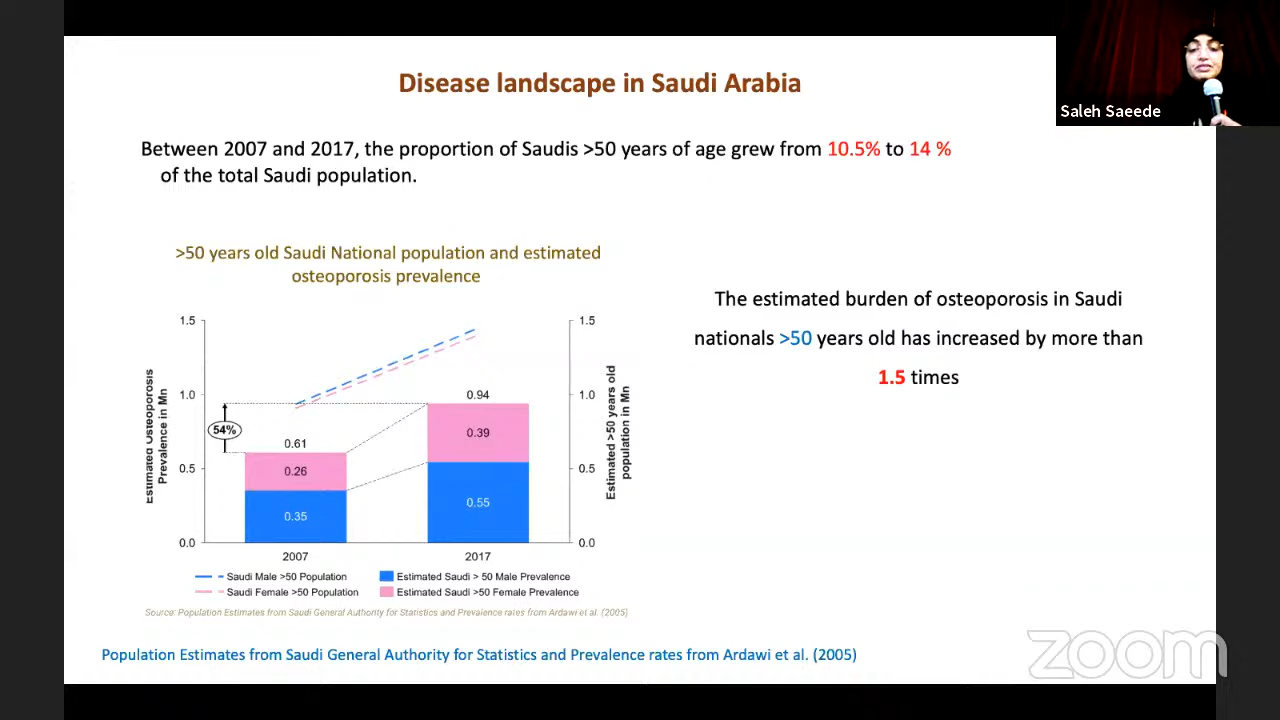 Disease landscape in Saudi Arabia
Saleh Saeede
Between 2007 and 2017, the proportion of Saudis >50 years of age grew from 10.5% to 14 %
of the total Saudi population.
>50 years old Saudi National population and estimated
osteoporosis prevalence
The estimated burden of osteoporosis in Saudi
nationals >50 years old has increased by more than
1.5 times
Estimated Osteoporosis
Prevalence in Mn
1.5
1.0
0.5
0.0
54%
0.61
0.26
0.35
0.94
0.39
0.55
2007
2017
1.5
1.0
0.5
0.0
Estimated >50 years old
population in Mn
Saudi Male >50 Population
Estimated Saudi > 50 Male Prevalence
Saudi Female >50 Population
Estimated Saudi >50 Female Prevalence
Source: Population Estimates from Saudi General Authority for Statistics and Prevalence rates from Ardawi et al. (2005)
Population Estimates from Saudi General Authority for Statistics and Prevalence rates from Ardawi et al. (2005)
zoom